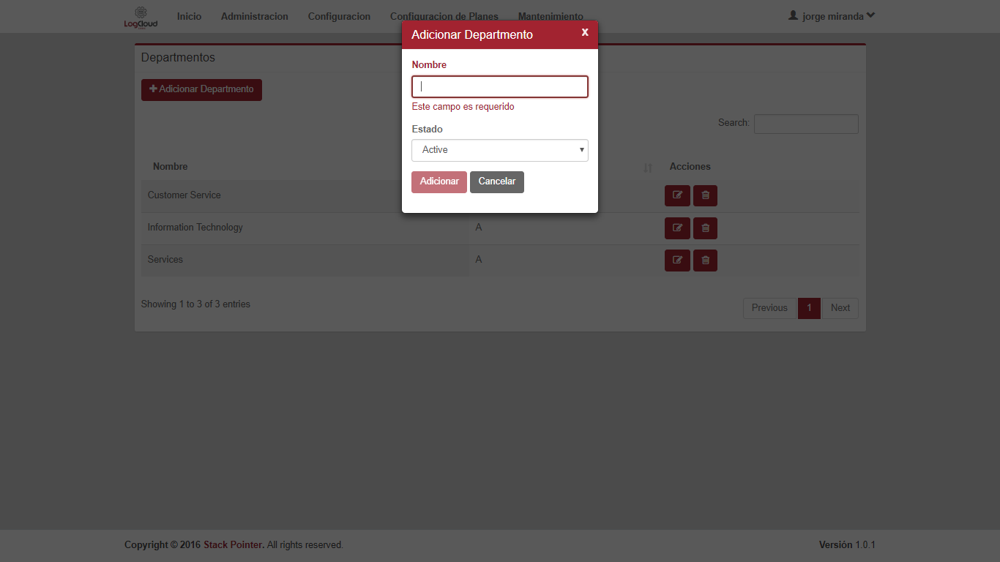 LogCloud
Inicio Administracion Configuracion Configuracion de Planes Mantenimiento jorge miranda
Adicionar Departmento x
Departmentos
Nombre
Adicionar Departmento
Este campo es requerido
Search:
Estado
Active
Nombre Acciones
Adicionar Cancelar
Customer Service
Information Technology A
Services A
Showing 1 to 3 of 3 entries Previous 1 Next
Copyright © 2016 Stack Pointer. All rights reserved. Versión 1.0.1